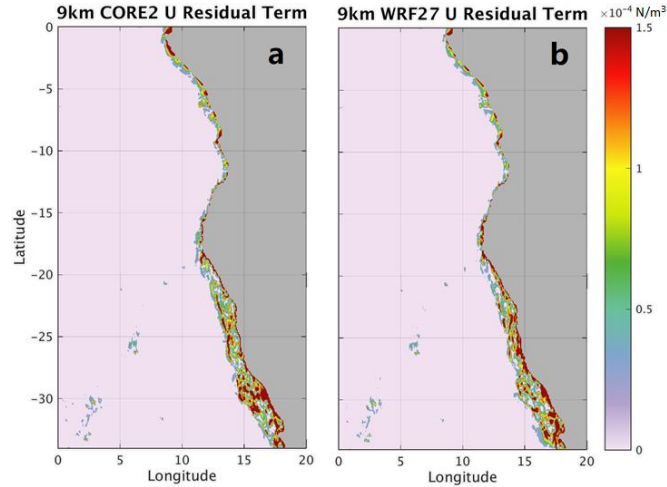 9km CORE2 U Residual Term
9km WRF27 U Residual Term
×10⁻⁴ N/m³
a
b
0
-5
-10
-15
-20
-25
-30
Latitude
0 5 10 15 20
Longitude
0 5 10 15 20
Longitude
1.5
1
0.5
0